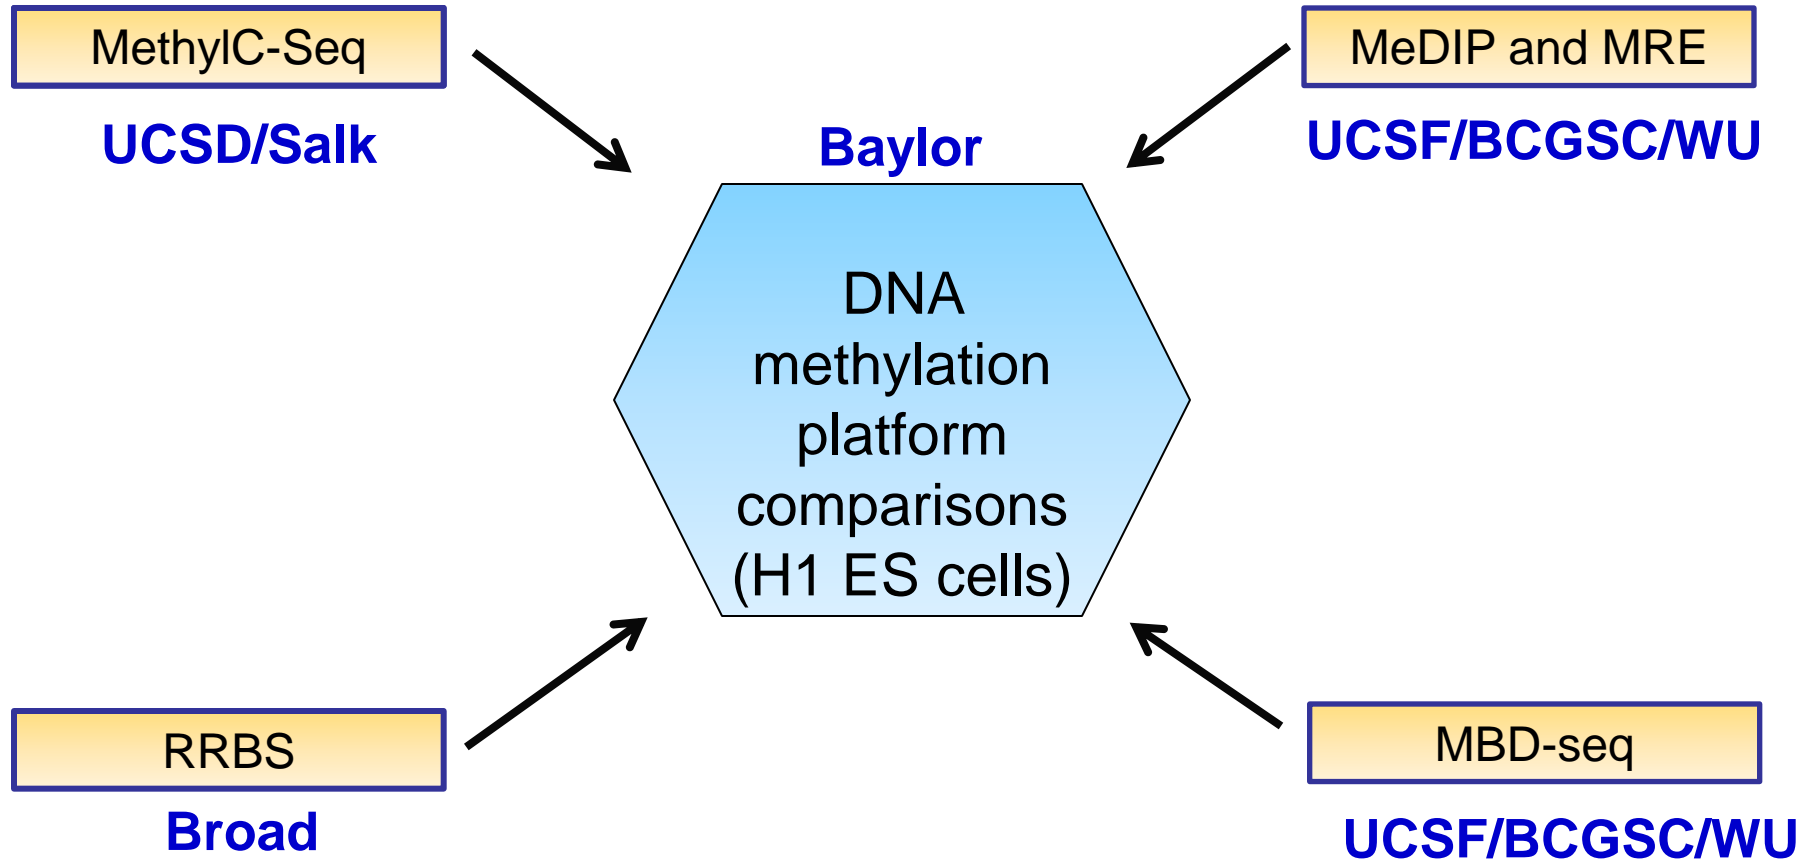 MethylC-Seq
UCSD/Salk
MeDIP and MRE
UCSF/BCGSC/WU
Baylor
DNA
methylation
platform
comparisons
(H1 ES cells)
RRBS
Broad
MBD-seq
UCSF/BCGSC/WU